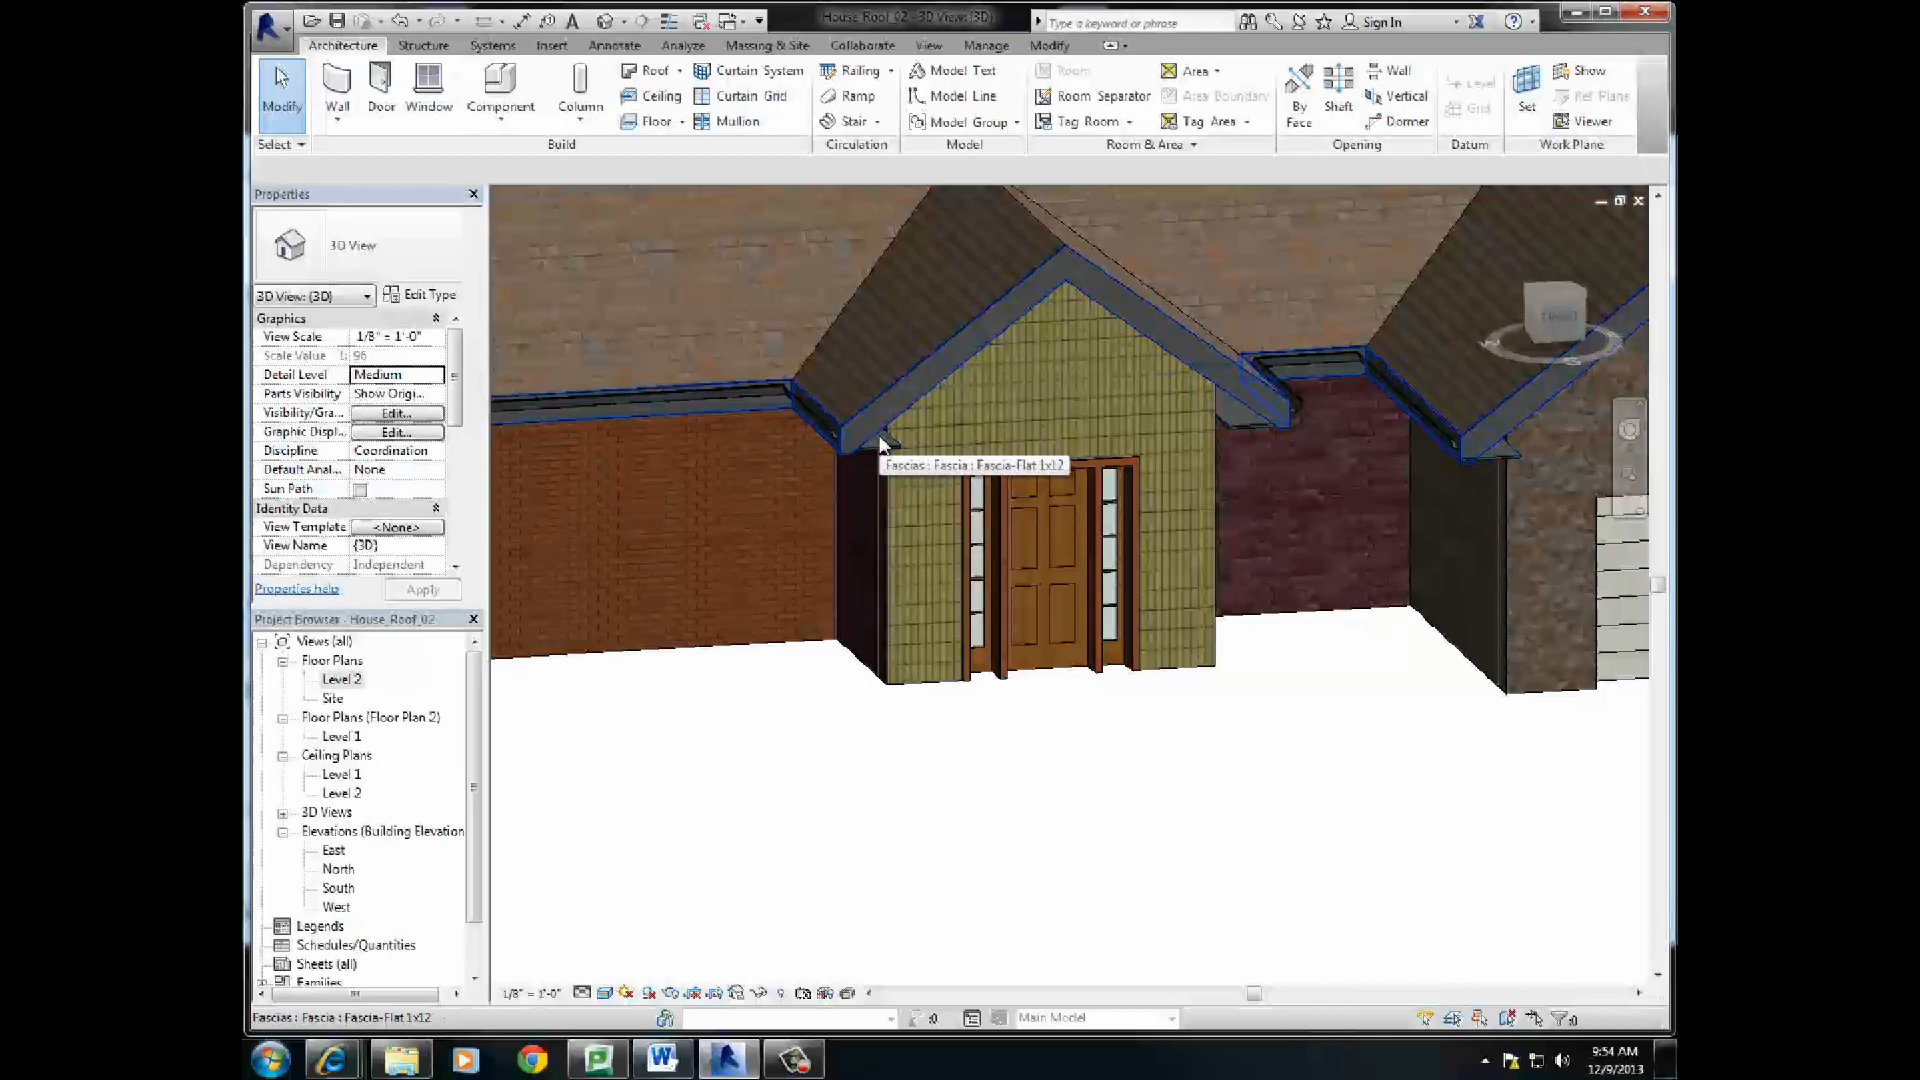 House_Roof_02 - 3D View: {3D}
Type a keyword or phrase
Sign In
Architecture Structure Systems Insert Annotate Analyze Massing & Site Collaborate View Manage Modify
Modify
Wall
Door
Window
Component
Column
Roof
Ceiling
Floor
Curtain System
Curtain Grid
Mullion
Railing
Ramp
Stair
Model Text
Model Line
Model Group
Room
Room Separator
Tag Room
Area
Area Boundary
Tag Area
By Face
Shaft
Wall
Vertical
Dormer
Level
Grid
Set
Show
Ref Plane
Viewer
Select Build Circulation Model Room & Area Opening Datum Work Plane
Properties
3D View
3D View: {3D} Edit Type
Graphics
View Scale 1/8" = 1'-0"
Scale Value 1: 96
Detail Level Medium
Parts Visibility Show Origi...
Visibility/Gra... Edit...
Graphic Displ... Edit...
Discipline Coordination
Default Anal... None
Sun Path
Identity Data
View Template <None>
View Name {3D}
Dependency Independent
Properties help Apply
Project Browser - House_Roof_02
Views (all)
Floor Plans
Level 2
Site
Floor Plans (Floor Plan 2)
Level 1
Ceiling Plans
Level 1
Level 2
3D Views
Elevations (Building Elevation
East
North
South
West
Legends
Schedules/Quantities
Sheets (all)
Families
FRONT
Fascias : Fascia : Fascia-Flat 1x12
1/8" = 1'-0"
Fascias : Fascia : Fascia-Flat 1x12
:0
Main Model
:0
9:54 AM
12/9/2013